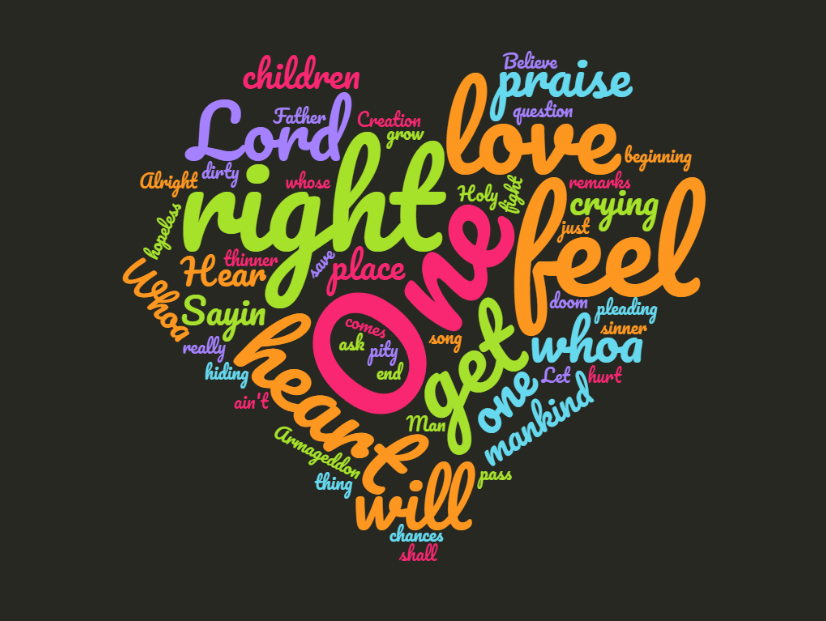 Believe
children
praise
Lord
Father
Creation
question
grow
love
beginning
Alright
dirty
whose
right
Holy
fight
remarks
crying
hopeless
One
feel
just
Whoa
Hear
thinner
save
place
Sayin
doom
pleading
comes
song
get
sinner
really
ask
pity
whoa
hiding
heart
end
one
Let
hurt
ain't
Man
mankind
Armageddon
thing
will
pass
chances
shall